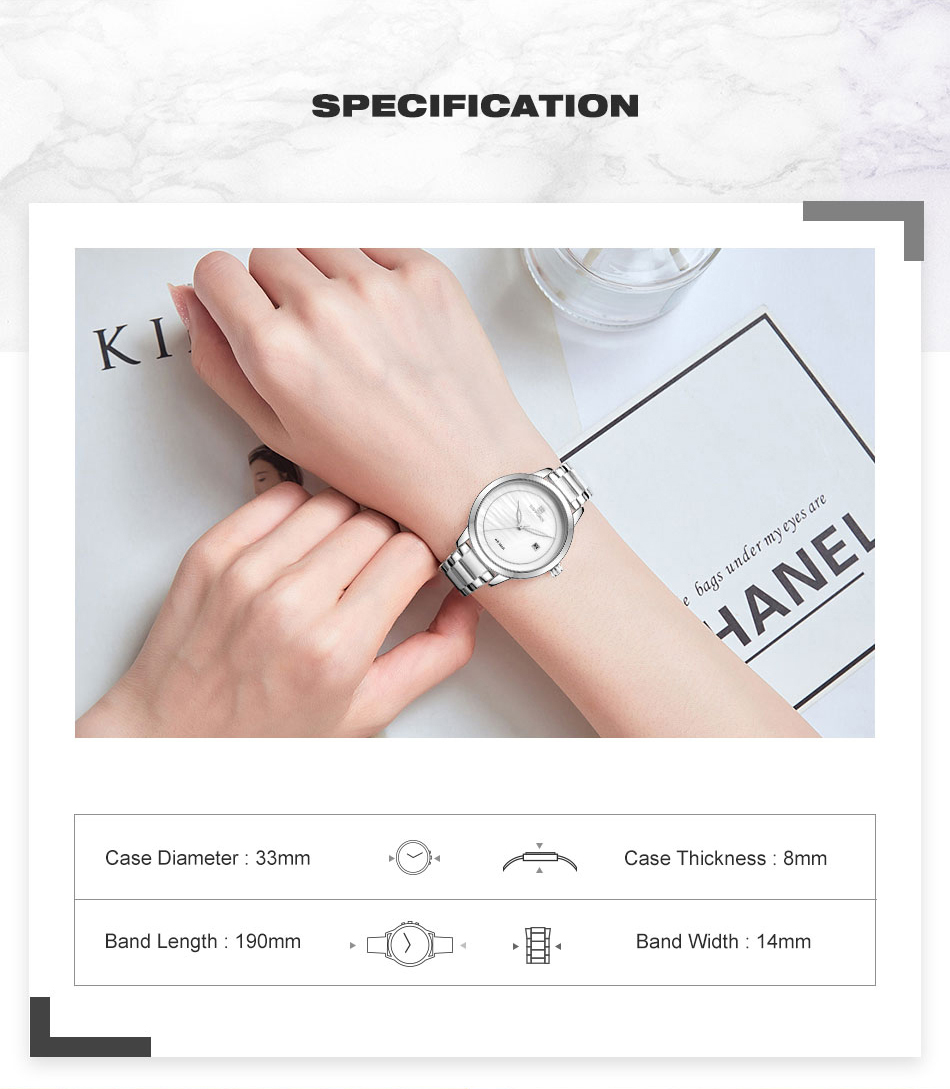 SPECIFICATION
KI
bags under my eyes are
HANEL
Case Diameter : 33mm
Case Thickness : 8mm
Band Length : 190mm
Band Width : 14mm